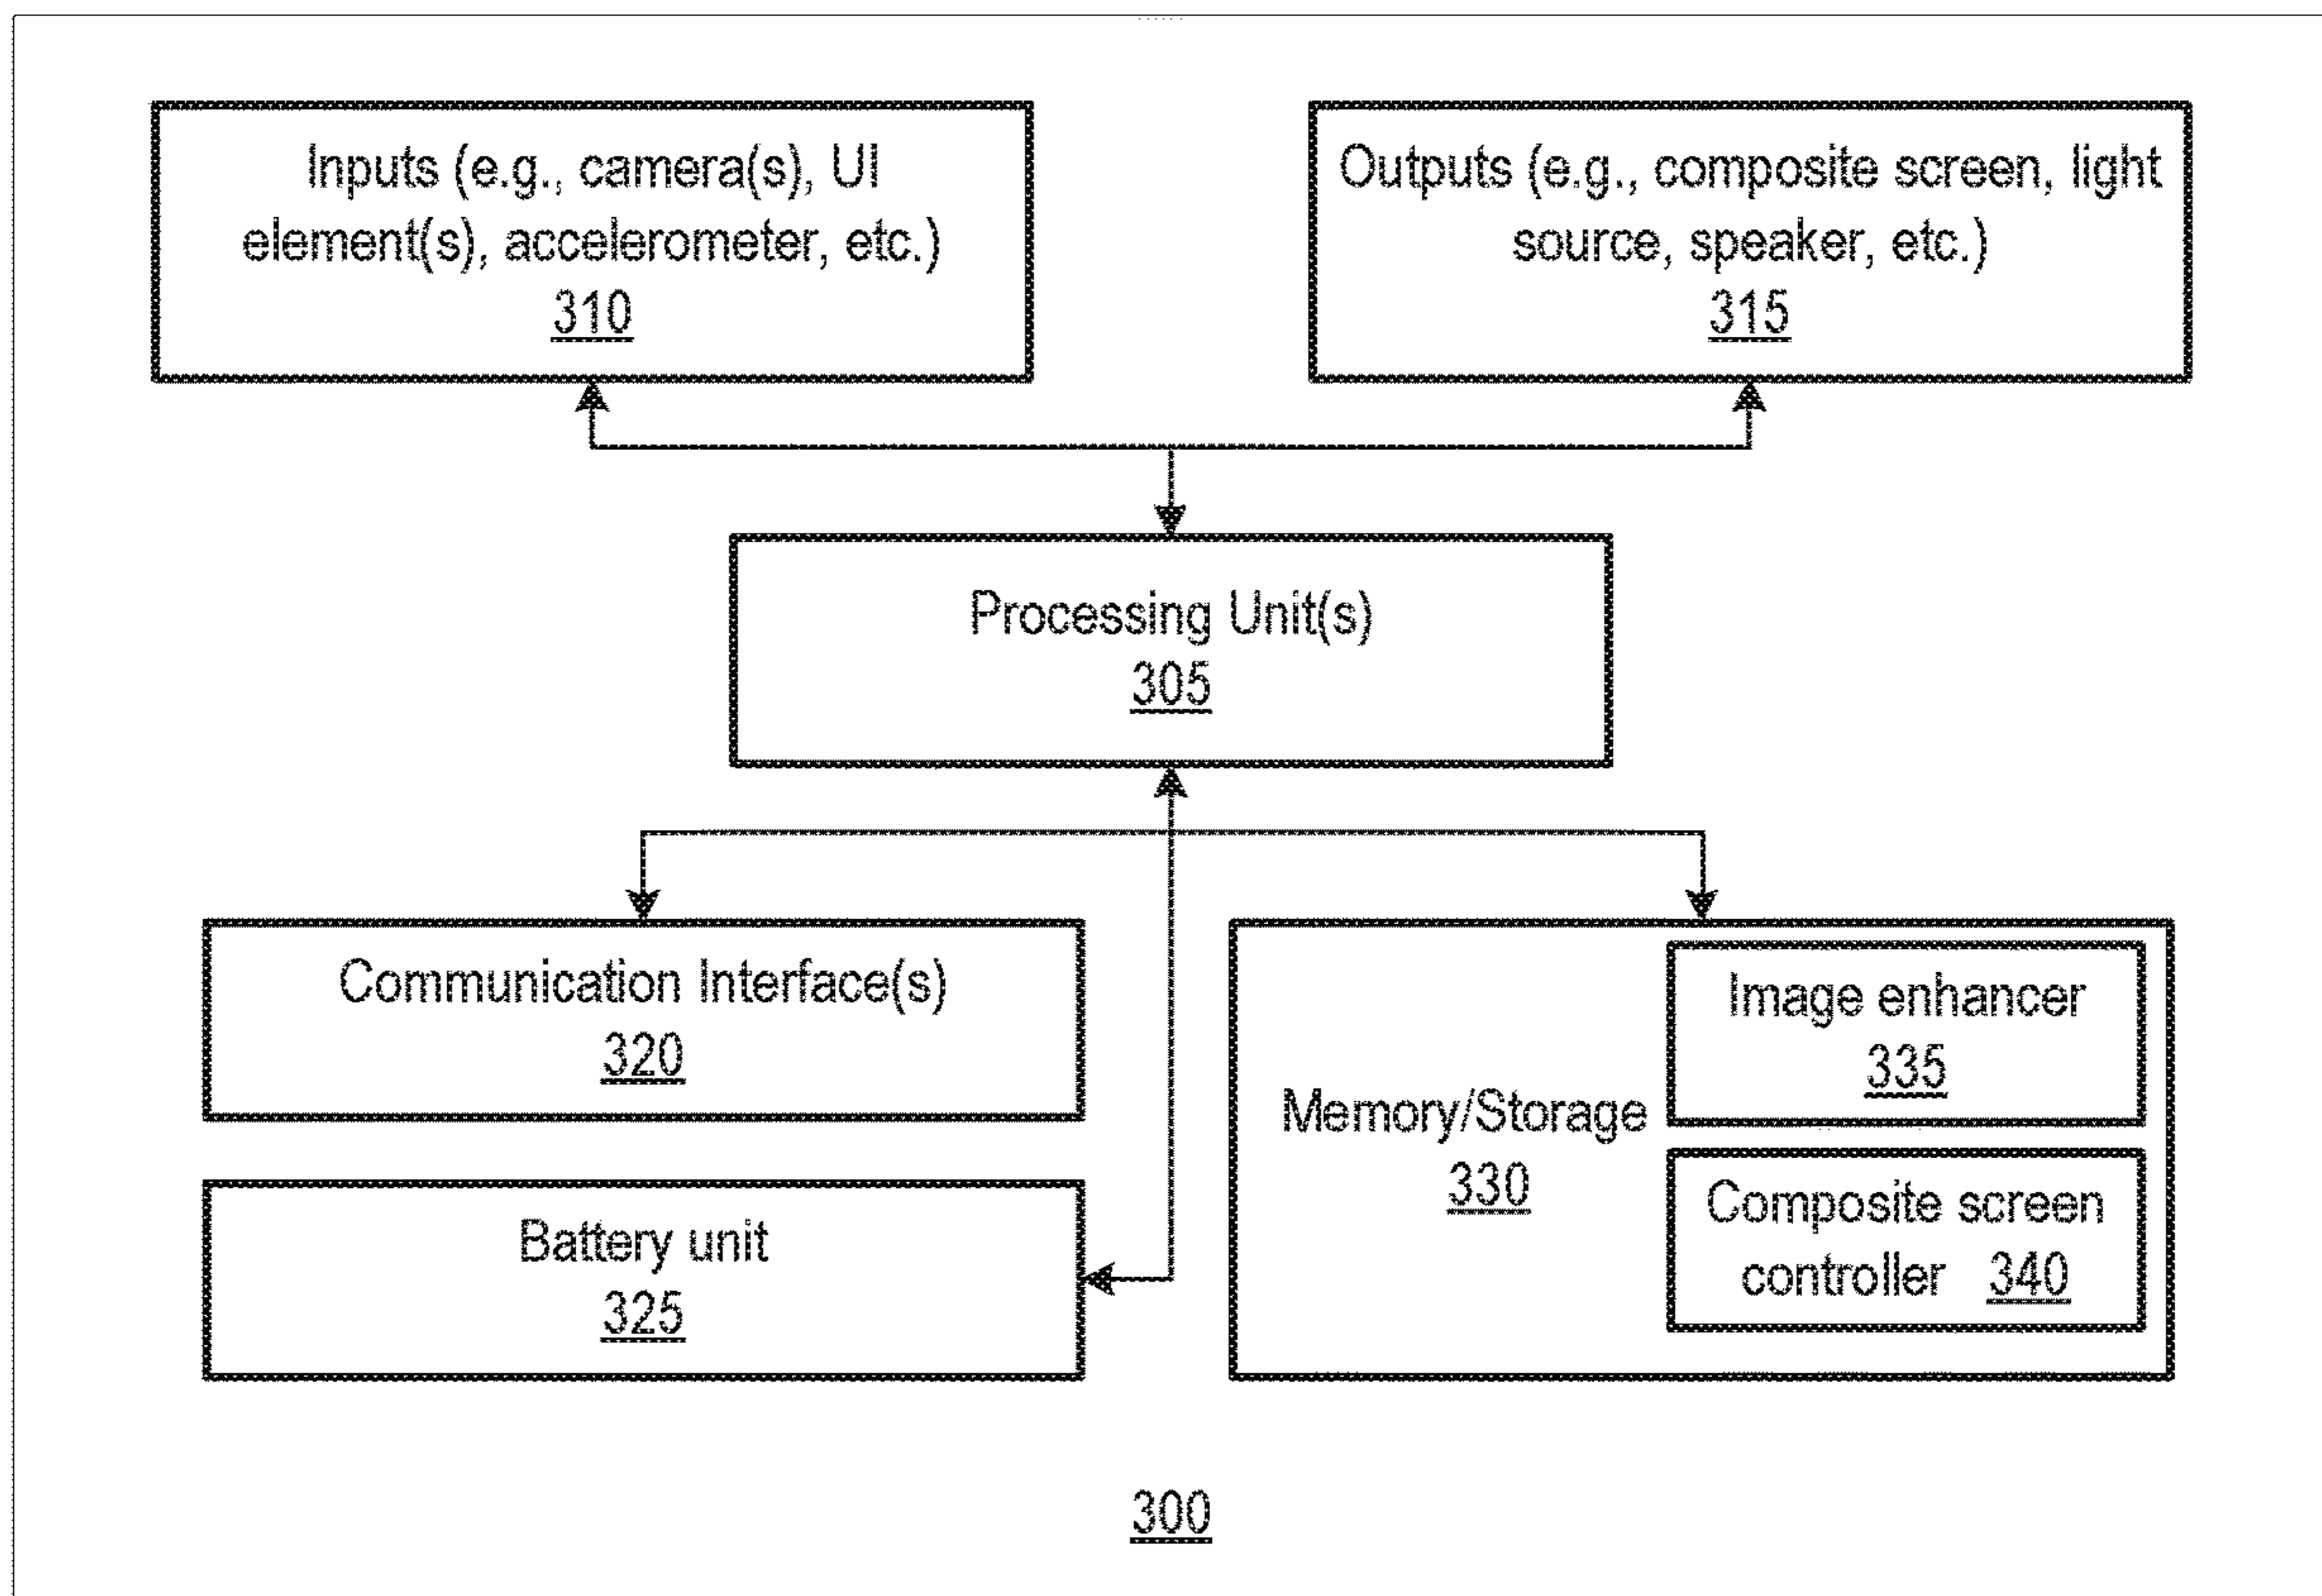 Inputs (e.g., camera(s), UI
element(s), accelerometer, etc.)
310
Outputs (e.g., composite screen, light
source, speaker, etc.)
315
Processing Unit(s)
305
Communication Interface(s)
320
Battery unit
325
Memory/Storage
330
Image enhancer
335
Composite screen
controller 340
300